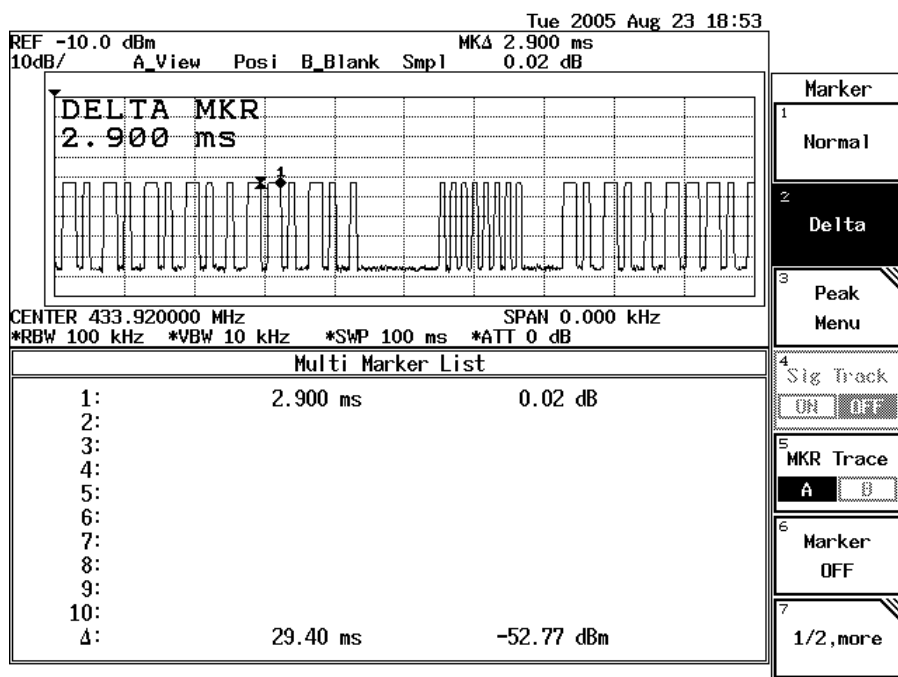 Tue 2005 Aug 23 18:53
REF -10.0 dBm MKΔ 2.900 ms
10dB/ A_View Posi B_Blank Smpl 0.02 dB
DELTA MKR
2.900 ms
1
CENTER 433.920000 MHz SPAN 0.000 kHz
*RBW 100 kHz *VBW 10 kHz *SWP 100 ms *ATT 0 dB
Multi Marker List
1: 2.900 ms 0.02 dB
2:
3:
4:
5:
6:
7:
8:
9:
10:
Δ: 29.40 ms -52.77 dBm
Marker
1
Normal
2
Delta
3
Peak
Menu
4
Sig Track
ON OFF
5
MKR Trace
A B
6
Marker
OFF
7
1/2,more